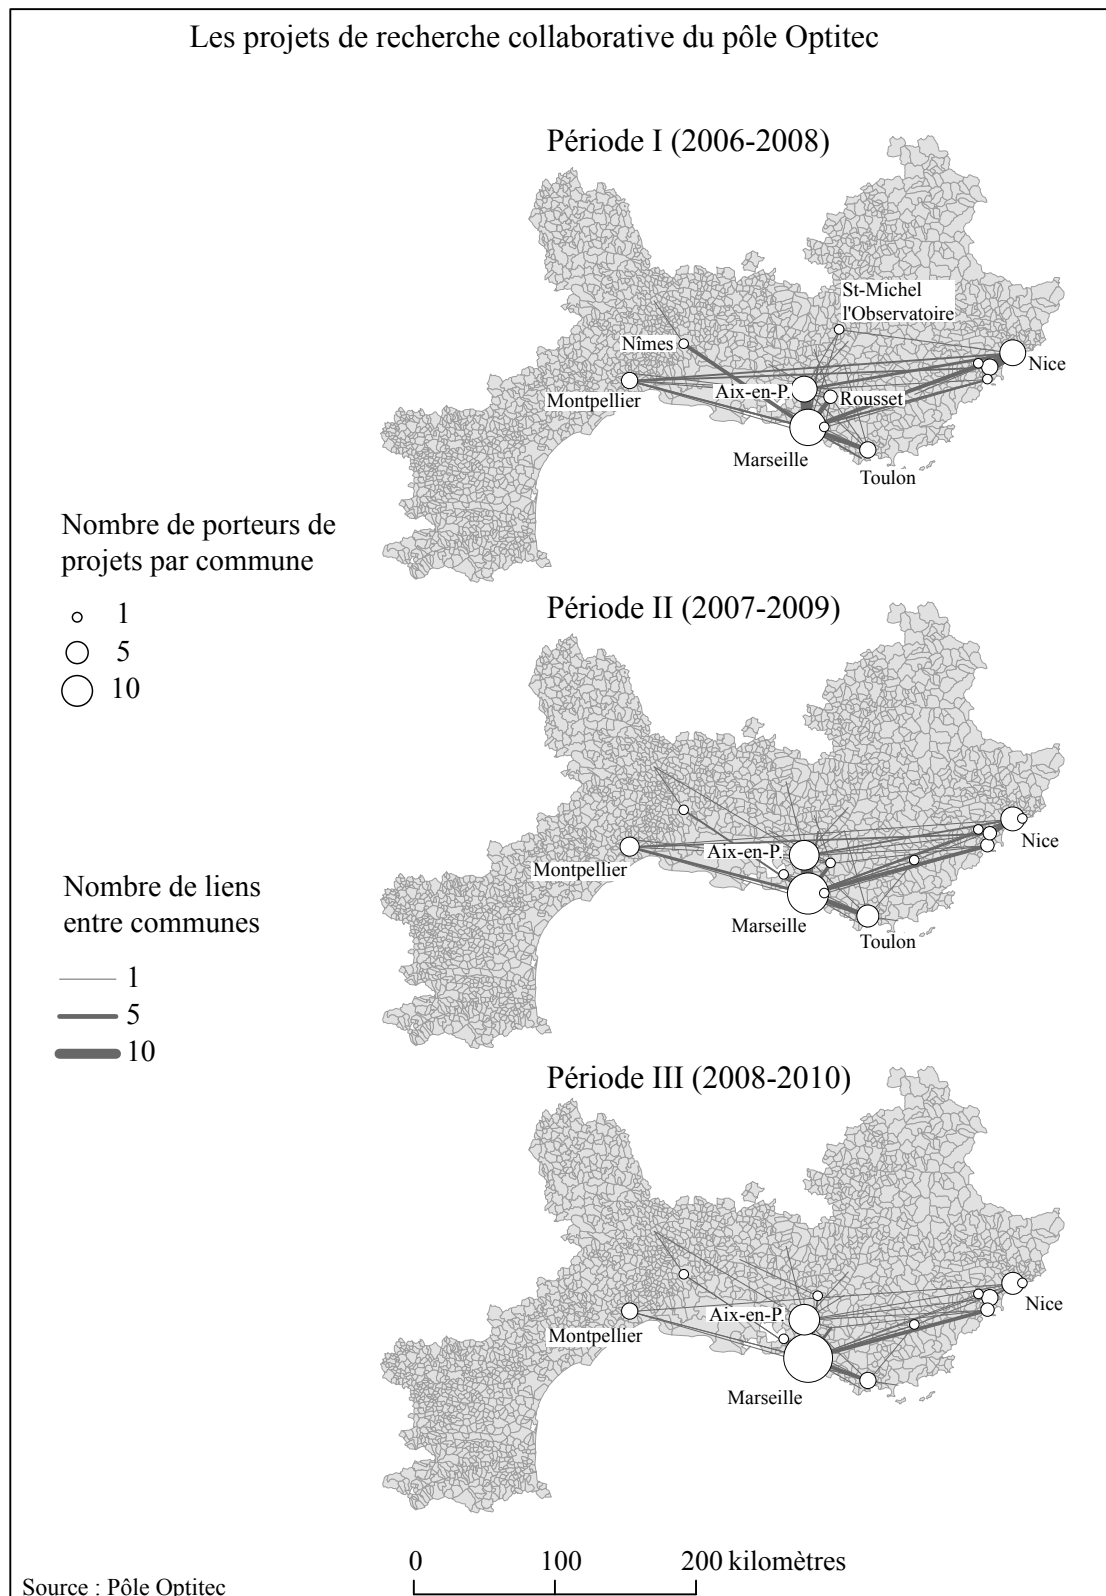 Les projets de recherche collaborative du pôle Optitec
Période I (2006-2008)
St-Michel
l'Observatoire
Nîmes
Nice
Aix-en-P.
Rousset
Montpellier
Marseille
Toulon
Nombre de porteurs de
projets par commune
1
5
10
Période II (2007-2009)
Nice
Aix-en-P.
Montpellier
Marseille
Toulon
Nombre de liens
entre communes
1
5
10
Période III (2008-2010)
Nice
Aix-en-P.
Montpellier
Marseille
0 100 200 kilomètres
Source : Pôle Optitec